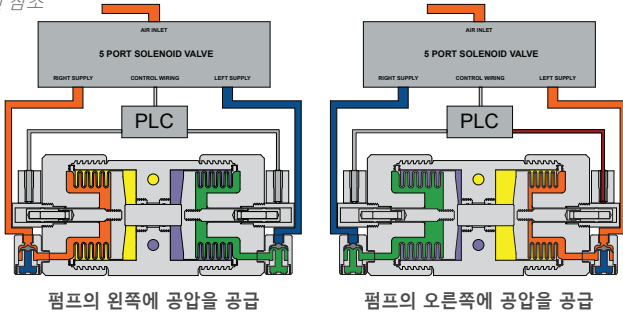 참조
AIR INLET
5 PORT SOLENOID VALVE
RIGHT SUPPLY CONTROL WIRING LEFT SUPPLY
PLC
펌프의 왼쪽에 공압을 공급
AIR INLET
5 PORT SOLENOID VALVE
RIGHT SUPPLY CONTROL WIRING LEFT SUPPLY
PLC
펌프의 오른쪽에 공압을 공급